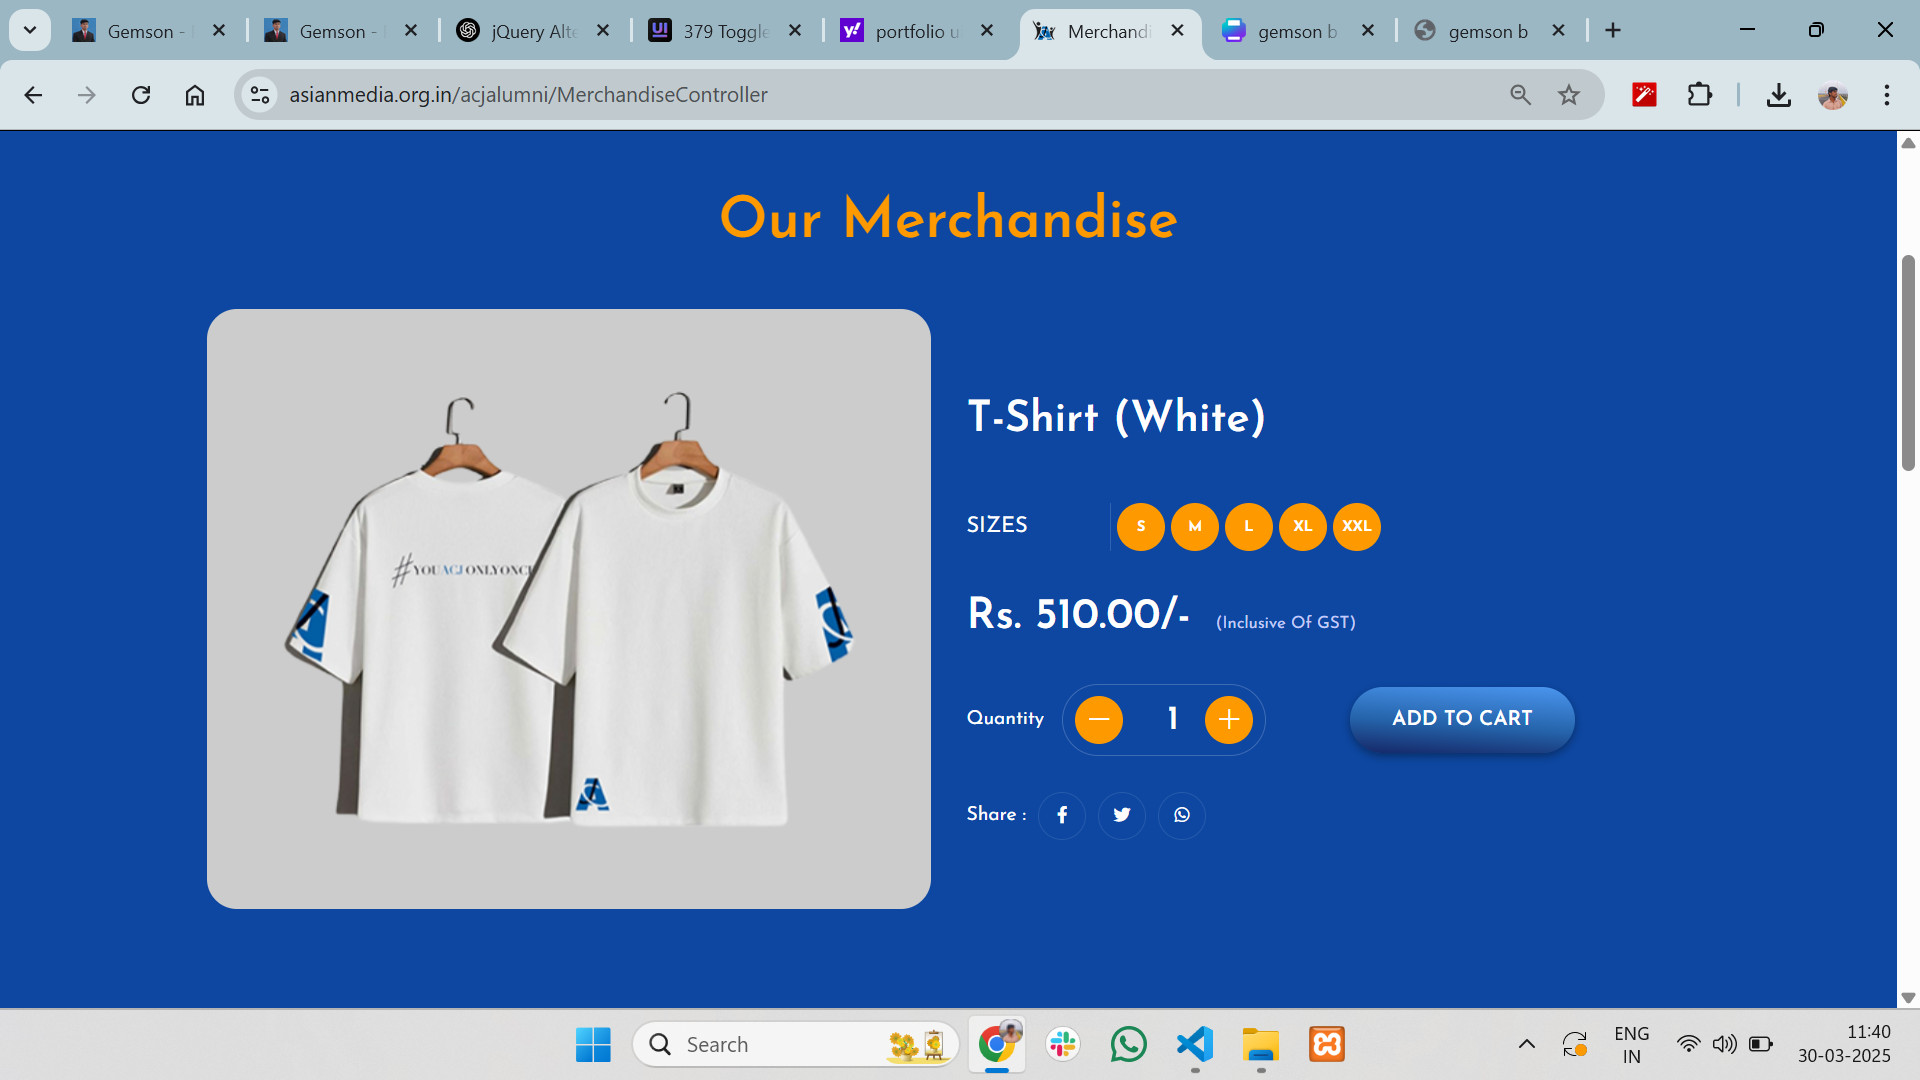 Gemson -
Gemson -
jQuery Alte
UI
379 Toggle
y!
portfolio u
Merchandi
gemson b
gemson b
asianmedia.org.in/acjalumni/MerchandiseController
Our Merchandise
#YOUACJONLYONCE
T-Shirt (White)
SIZES
S
M
L
XL
XXL
Rs. 510.00/-
(Inclusive Of GST)
Quantity
1
ADD TO CART
Share :
Search
ENG
IN
11:40
30-03-2025